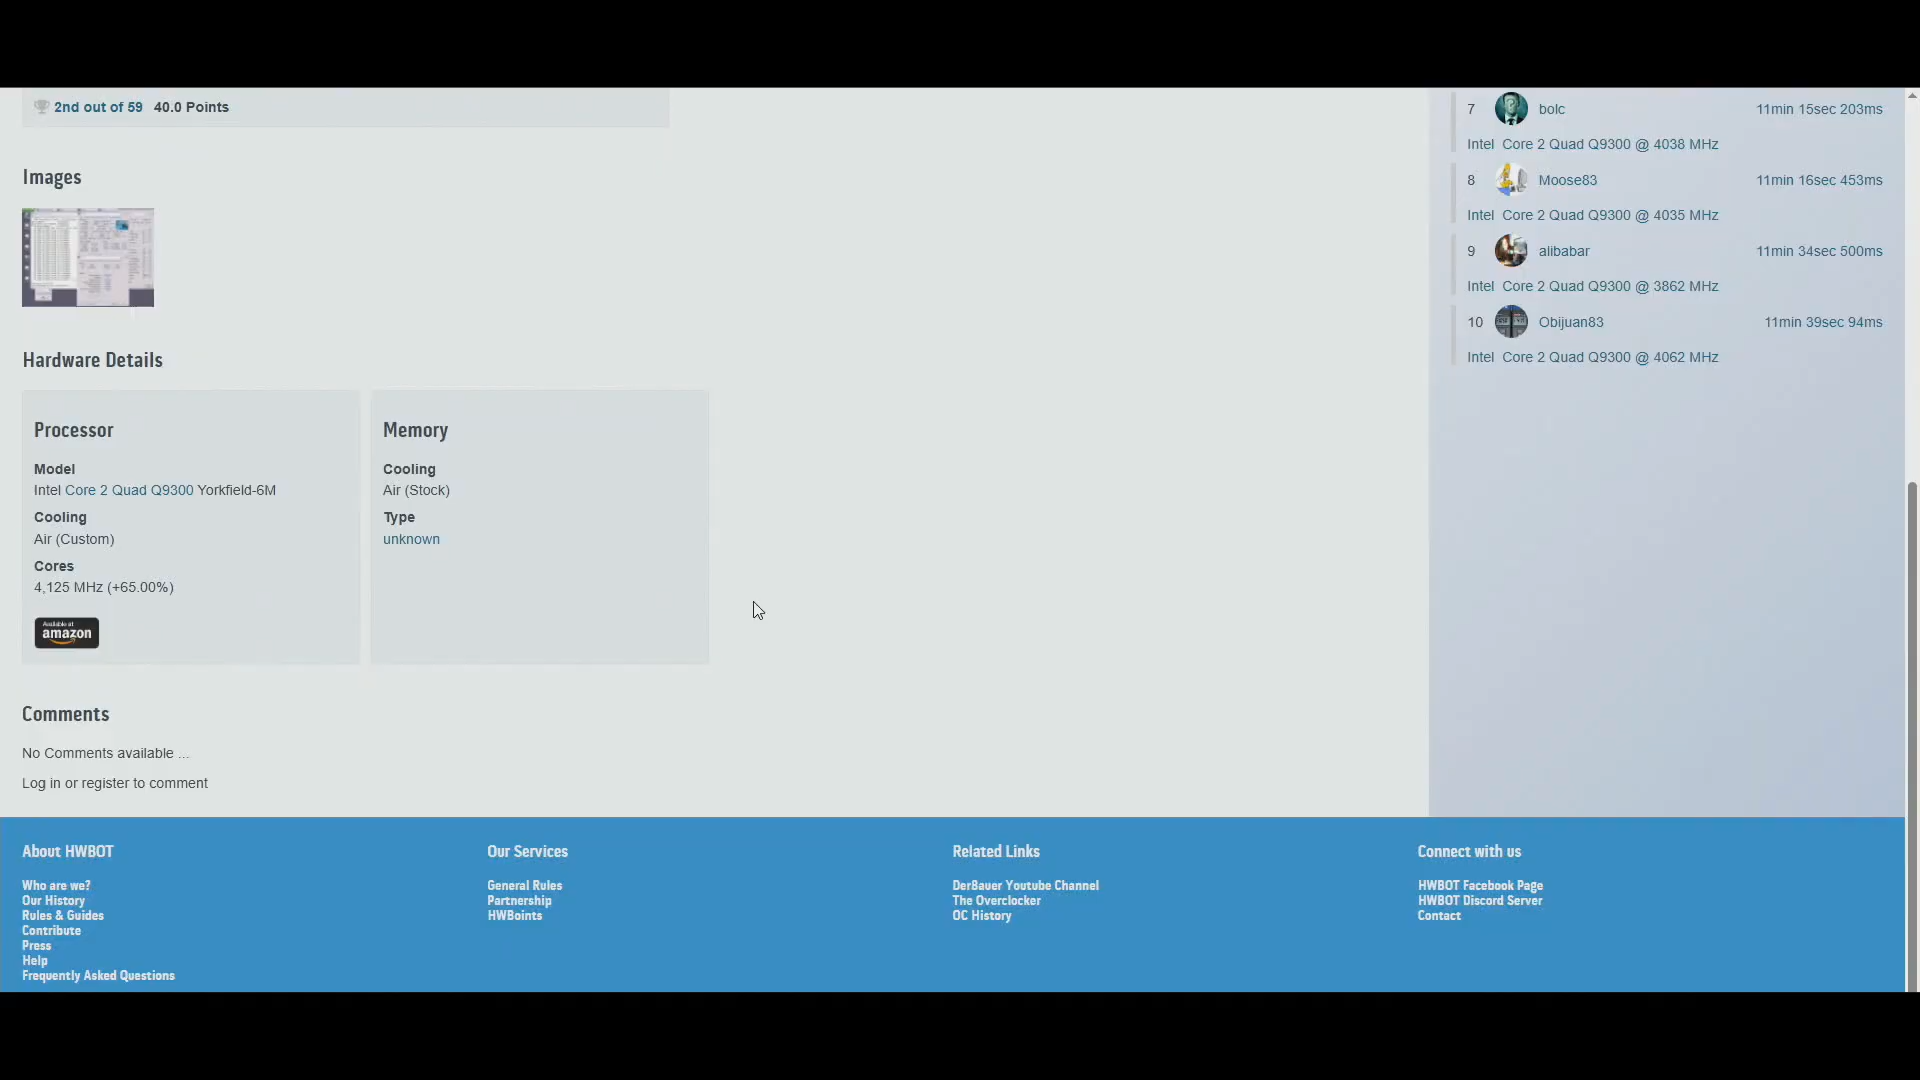 2nd out of 59 40.0 Points
Images
Hardware Details
Processor
Model
Intel Core 2 Quad Q9300 Yorkfield-6M
Cooling
Air (Custom)
Cores
4,125 MHz (+65.00%)
Available at
amazon
Memory
Cooling
Air (Stock)
Type
unknown
Comments
No Comments available ...
Log in or register to comment
7 bolc 11min 15sec 203ms
Intel Core 2 Quad Q9300 @ 4038 MHz
8 Moose83 11min 16sec 453ms
Intel Core 2 Quad Q9300 @ 4035 MHz
9 alibabar 11min 34sec 500ms
Intel Core 2 Quad Q9300 @ 3862 MHz
10 Obijuan83 11min 39sec 94ms
Intel Core 2 Quad Q9300 @ 4062 MHz
About HWBOT
Who are we?
Our History
Rules & Guides
Contribute
Press
Help
Frequently Asked Questions
Our Services
General Rules
Partnership
HWBoints
Related Links
Der8auer Youtube Channel
The Overclocker
OC History
Connect with us
HWBOT Facebook Page
HWBOT Discord Server
Contact